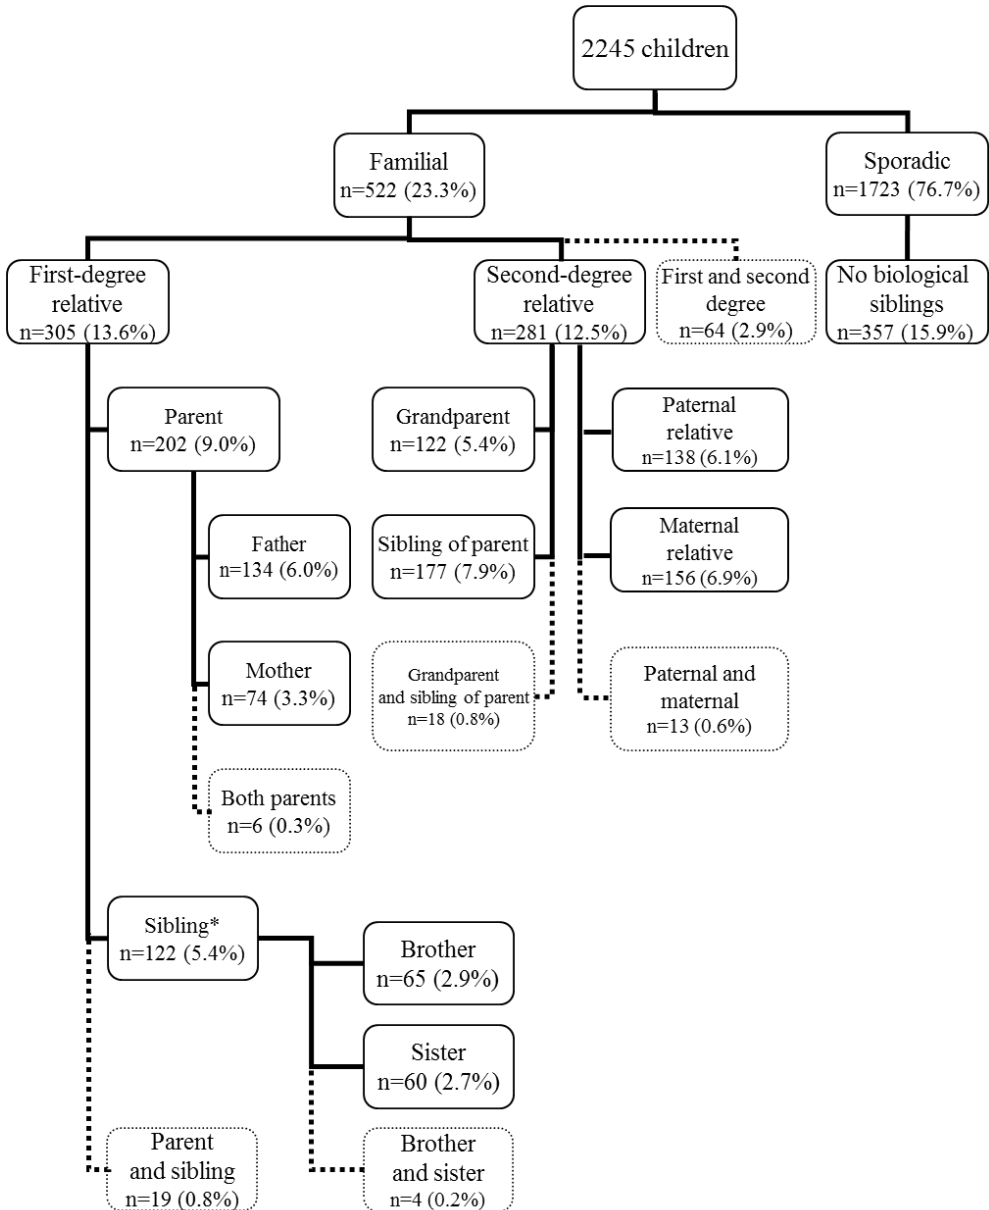 2245 children
Familial
n=522 (23.3%)
Sporadic
n=1723 (76.7%)
First-degree
relative
n=305 (13.6%)
Second-degree
relative
n=281 (12.5%)
First and second
degree
n=64 (2.9%)
No biological
siblings
n=357 (15.9%)
Parent
n=202 (9.0%)
Grandparent
n=122 (5.4%)
Paternal
relative
n=138 (6.1%)
Father
n=134 (6.0%)
Sibling of parent
n=177 (7.9%)
Maternal
relative
n=156 (6.9%)
Mother
n=74 (3.3%)
Grandparent
and sibling of parent
n=18 (0.8%)
Paternal and
maternal
n=13 (0.6%)
Both parents
n=6 (0.3%)
Sibling*
n=122 (5.4%)
Brother
n=65 (2.9%)
Sister
n=60 (2.7%)
Parent
and sibling
n=19 (0.8%)
Brother
and sister
n=4 (0.2%)